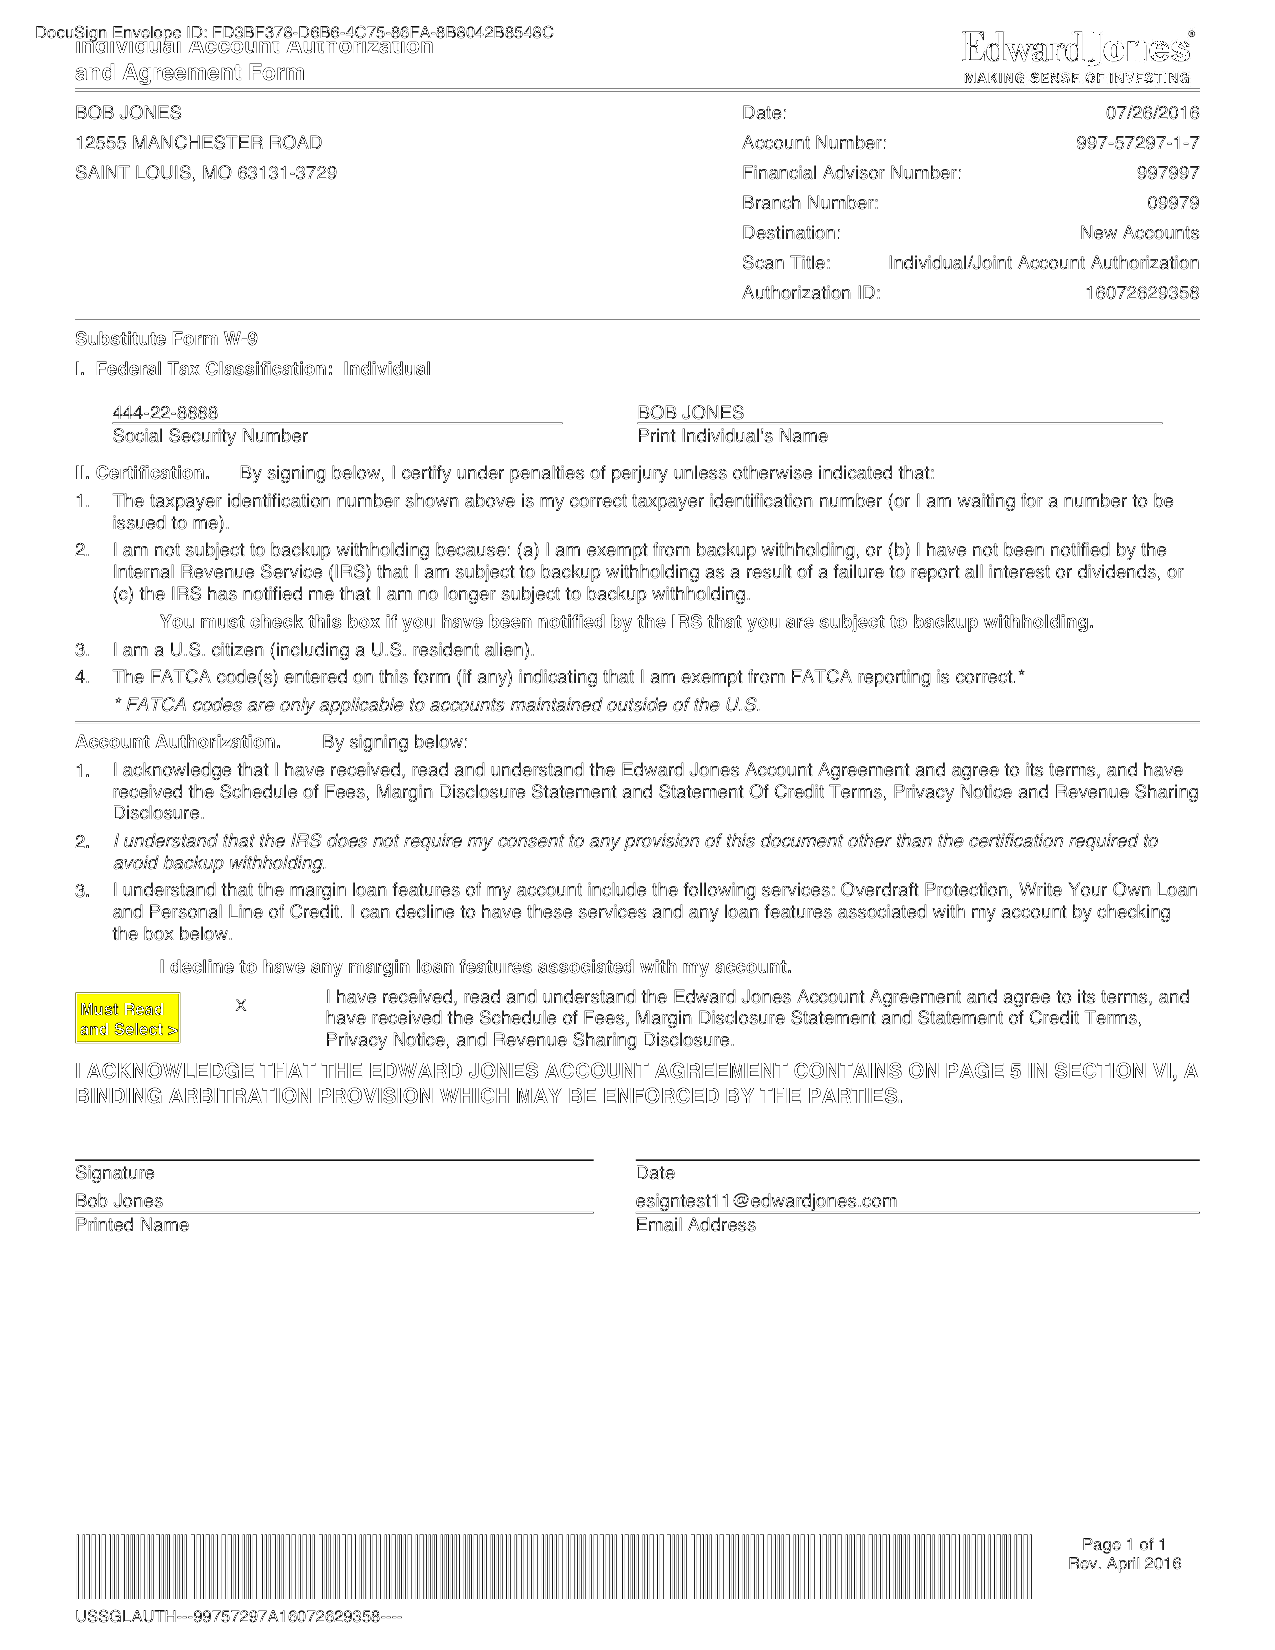 DocuSign Envelope ID: FD3BF378-D6B6-4C75-86FA-8B8042B8548C
Individual Account Authorization
and Agreement Form
Edward Jones®
MAKING SENSE OF INVESTING
BOB JONES
12555 MANCHESTER ROAD
SAINT LOUIS, MO 63131-3729
Date: 07/26/2016
Account Number: 997-57297-1-7
Financial Advisor Number: 997997
Branch Number: 09979
Destination: New Accounts
Scan Title: Individual/Joint Account Authorization
Authorization ID: 16072629358
Substitute Form W-9
I. Federal Tax Classification: Individual
444-22-8888 BOB JONES
Social Security Number Print Individual's Name
II. Certification. By signing below, I certify under penalties of perjury unless otherwise indicated that:
1. The taxpayer identification number shown above is my correct taxpayer identification number (or I am waiting for a number to be
issued to me).
2. I am not subject to backup withholding because: (a) I am exempt from backup withholding, or (b) I have not been notified by the
Internal Revenue Service (IRS) that I am subject to backup withholding as a result of a failure to report all interest or dividends, or
(c) the IRS has notified me that I am no longer subject to backup withholding.
You must check this box if you have been notified by the IRS that you are subject to backup withholding.
3. I am a U.S. citizen (including a U.S. resident alien).
4. The FATCA code(s) entered on this form (if any) indicating that I am exempt from FATCA reporting is correct.*
* FATCA codes are only applicable to accounts maintained outside of the U.S.
Account Authorization. By signing below:
1. I acknowledge that I have received, read and understand the Edward Jones Account Agreement and agree to its terms, and have
received the Schedule of Fees, Margin Disclosure Statement and Statement Of Credit Terms, Privacy Notice and Revenue Sharing
Disclosure.
2. I understand that the IRS does not require my consent to any provision of this document other than the certification required to
avoid backup withholding.
3. I understand that the margin loan features of my account include the following services: Overdraft Protection, Write Your Own Loan
and Personal Line of Credit. I can decline to have these services and any loan features associated with my account by checking
the box below.
I decline to have any margin loan features associated with my account.
Must Read
and Select >
X
I have received, read and understand the Edward Jones Account Agreement and agree to its terms, and
have received the Schedule of Fees, Margin Disclosure Statement and Statement of Credit Terms,
Privacy Notice, and Revenue Sharing Disclosure.
I ACKNOWLEDGE THAT THE EDWARD JONES ACCOUNT AGREEMENT CONTAINS ON PAGE 5 IN SECTION VI, A
BINDING ARBITRATION PROVISION WHICH MAY BE ENFORCED BY THE PARTIES.
Signature Date
Bob Jones esigntest11@edwardjones.com
Printed Name Email Address
Page 1 of 1
Rev. April 2016
USSGLAUTH---99757297A16072629358----